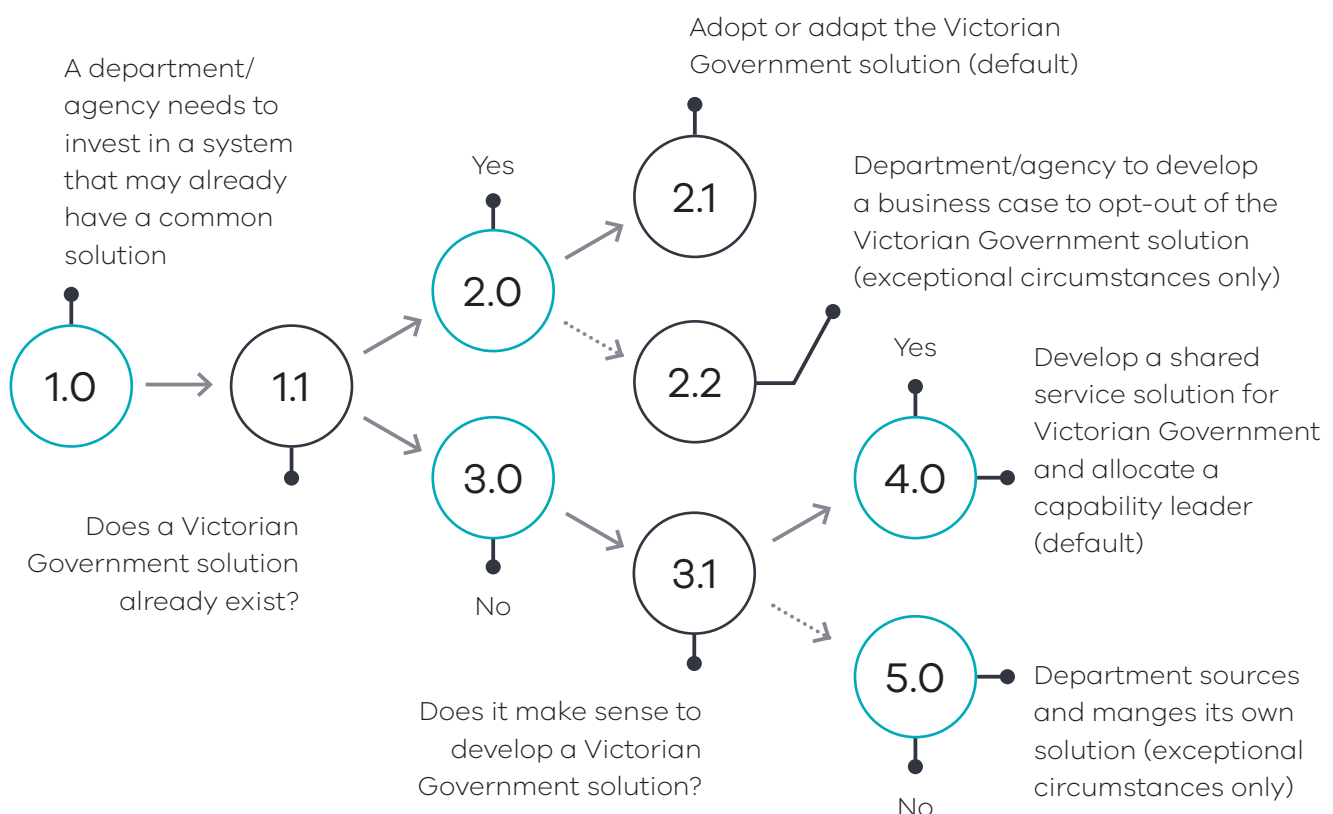 A department/
agency needs to
invest in a system
that may already
have a common
solution
1.0
1.1
Does a Victorian
Government solution
already exist?
Yes
2.0
Adopt or adapt the Victorian
Government solution (default)
2.1
Department/agency to develop
a business case to opt-out of the
Victorian Government solution
(exceptional circumstances only)
2.2
3.0
No
3.1
Does it make sense to
develop a Victorian
Government solution?
Yes
4.0
Develop a shared
service solution for
Victorian Government
and allocate a
capability leader
(default)
5.0
Department sources
and manges its own
solution (exceptional
circumstances only)
No